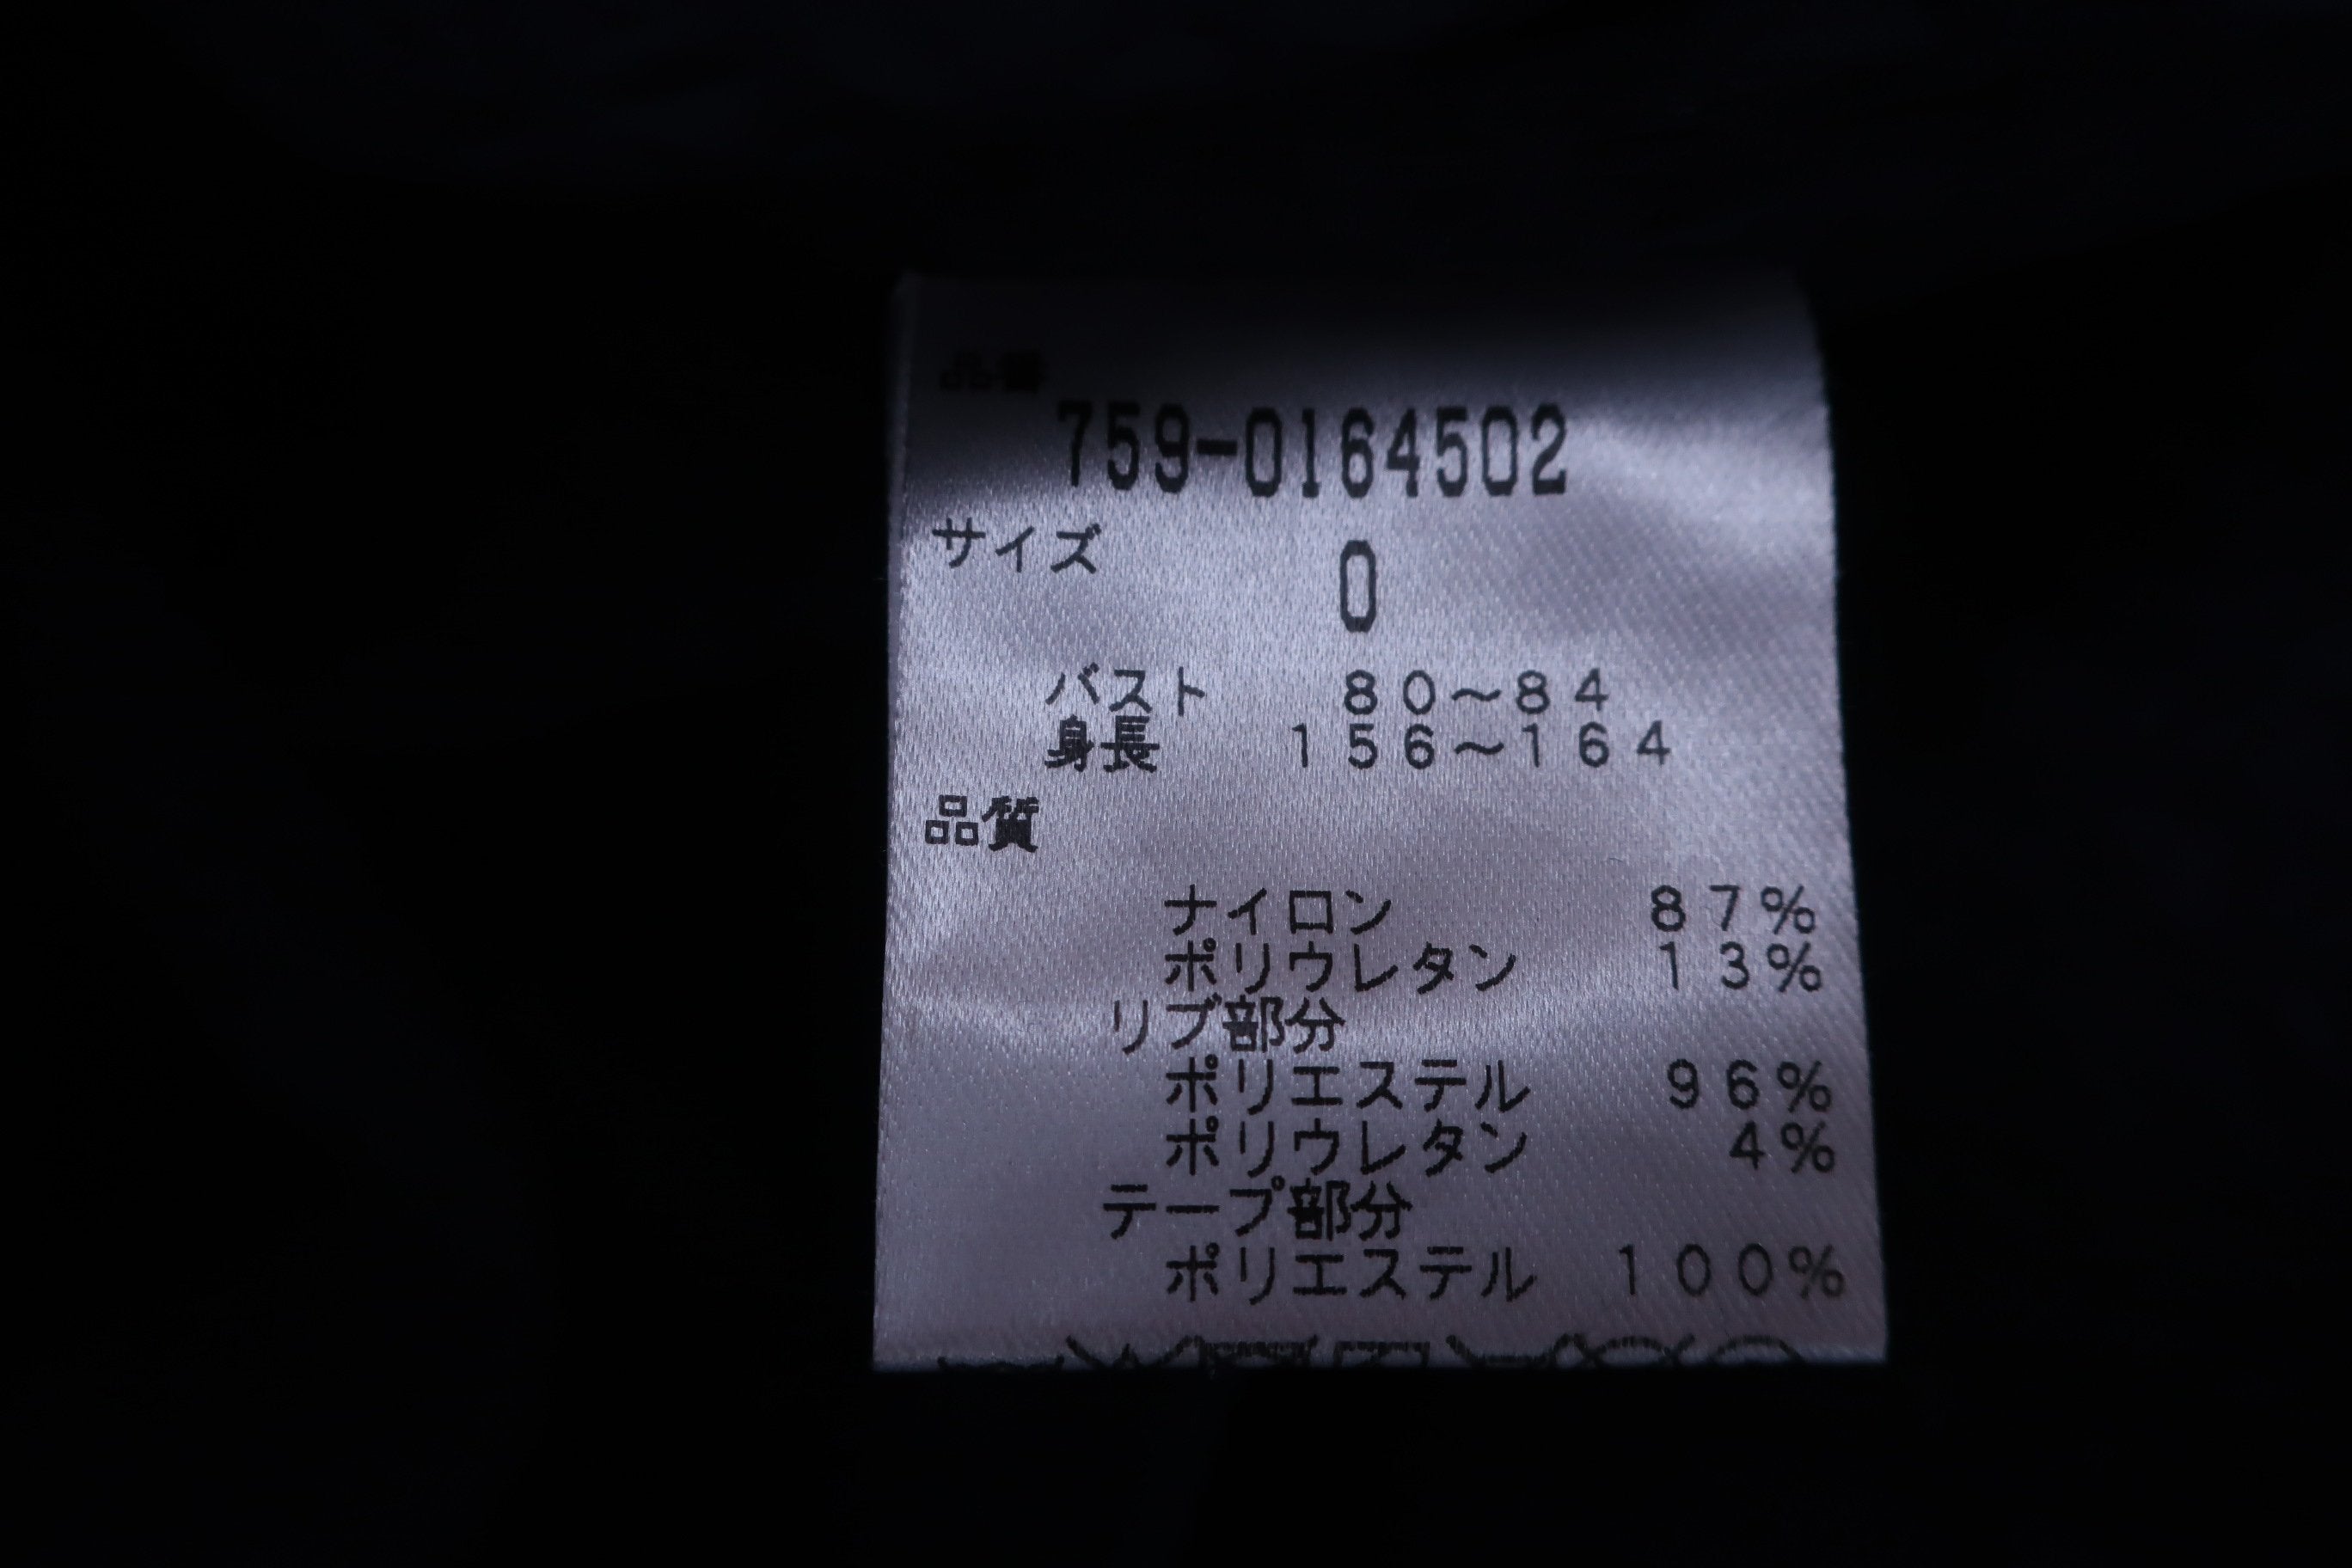 品番
759-0164502
サイズ 0
バスト 80～84
身長 156～164
品質
ナイロン 87%
ポリウレタン 13%
リブ部分
ポリエステル 96%
ポリウレタン 4%
テープ部分
ポリエステル 100%